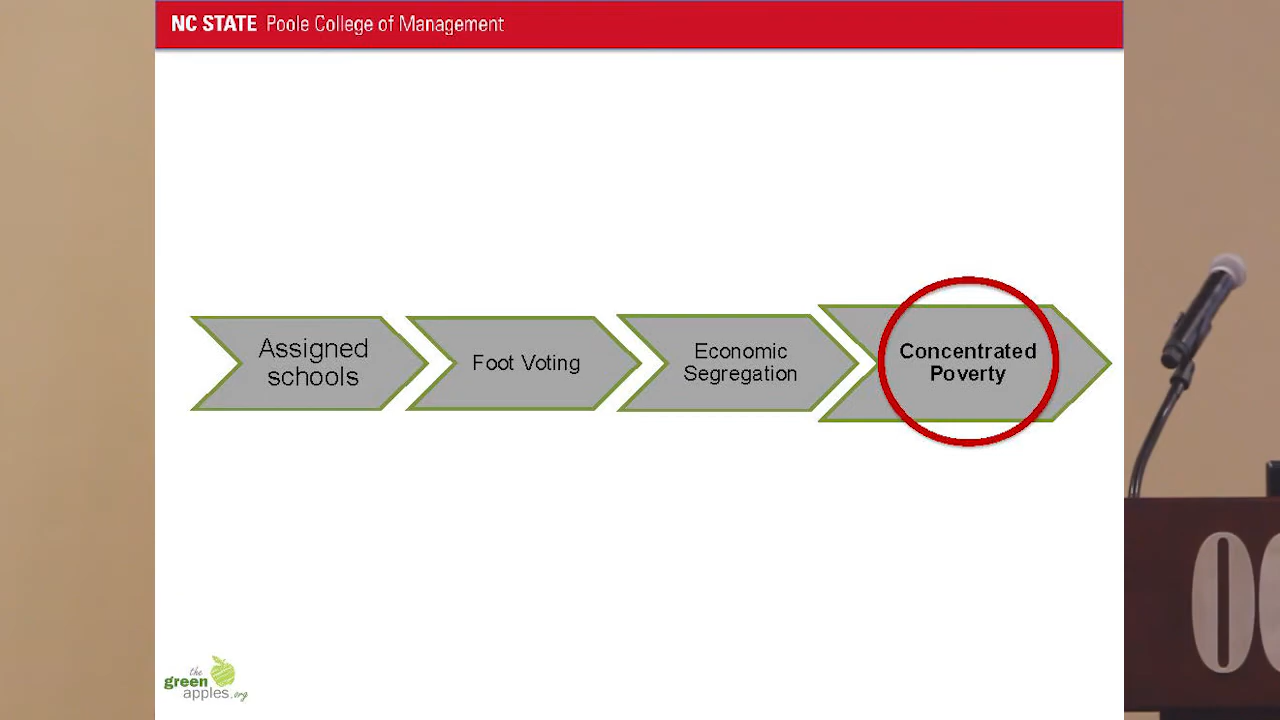 NC STATE Poole College of Management
Assigned
schools
Foot Voting
Economic
Segregation
Concentrated
Poverty
the
green
apples.org